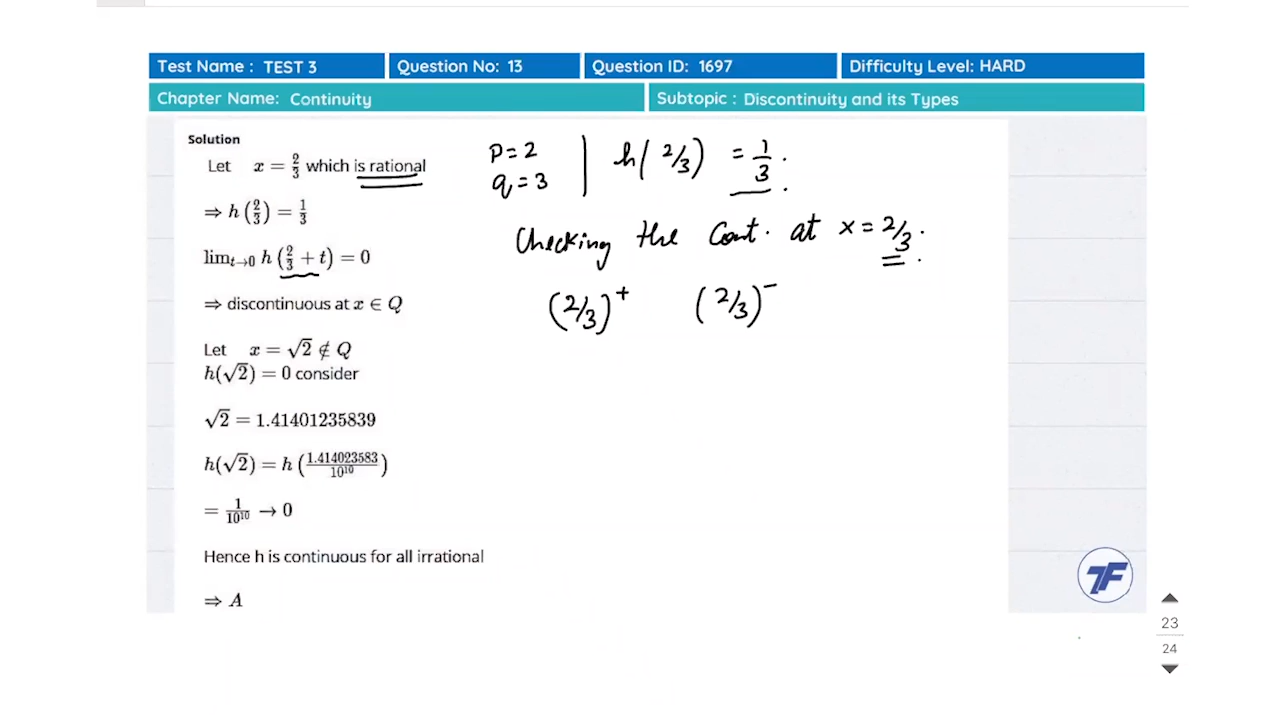 Test Name : TEST 3
Question No: 13
Question ID: 1697
Difficulty Level: HARD
Chapter Name: Continuity
Subtopic : Discontinuity and its Types
Solution
Let x = 2/3 which is rational
⇒ h(2/3) = 1/3
lim t→0 h(2/3 + t) = 0
⇒ discontinuous at x ∈ Q
Let x = √2 ∉ Q
h(√2) = 0 consider
√2 = 1.41401235839
h(√2) = h(1.414023583/10^10)
= 1/10^10 → 0
Hence h is continuous for all irrational
⇒ A
p = 2
q = 3
h(2/3) = 1/3.
Checking the Cont. at x = 2/3.
(2/3)^+ (2/3)^-
7F
23
24